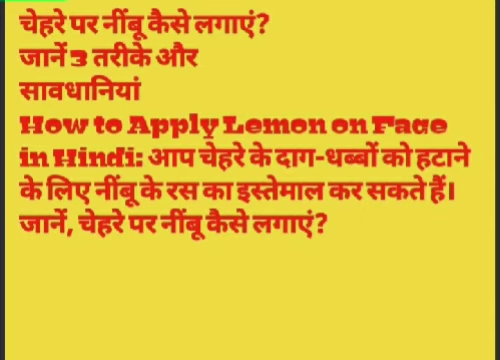 चेहरे पर नींबू कैसे लगाएं?
जानें 3 तरीके और
सावधानियां
How to Apply Lemon on Face
in Hindi: आप चेहरे के दाग-धब्बों को हटाने
के लिए नींबू के रस का इस्तेमाल कर सकते हैं।
जानें, चेहरे पर नींबू कैसे लगाएं?